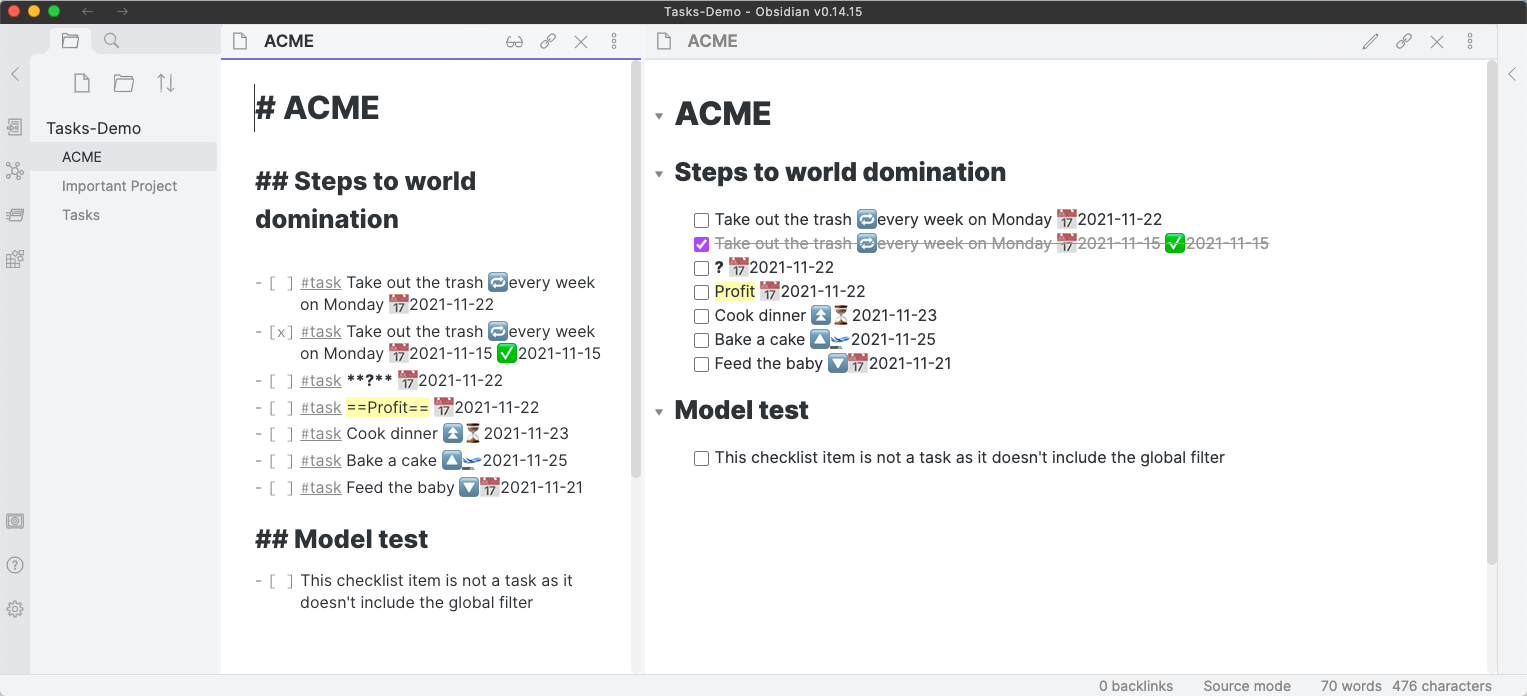 Tasks-Demo - Obsidian v0.14.15
ACME
ACME
Tasks-Demo
ACME
Important Project
Tasks
# ACME
## Steps to world
domination
- [ ] #task Take out the trash 🔁every week
on Monday 📅2021-11-22
- [x] #task Take out the trash 🔁every week
on Monday 📅2021-11-15 ✅2021-11-15
- [ ] #task **?** 📅2021-11-22
- [ ] #task ==Profit== 📅2021-11-22
- [ ] #task Cook dinner ⏫⏳2021-11-23
- [ ] #task Bake a cake 🔼🛫2021-11-25
- [ ] #task Feed the baby 🔽📅2021-11-21
## Model test
- [ ] This checklist item is not a task as it
doesn't include the global filter
ACME
Steps to world domination
Take out the trash 🔁every week on Monday 📅2021-11-22
Take out the trash 🔁every week on Monday 📅2021-11-15 ✅2021-11-15
? 📅2021-11-22
Profit 📅2021-11-22
Cook dinner ⏫⏳2021-11-23
Bake a cake 🔼🛫2021-11-25
Feed the baby 🔽📅2021-11-21
Model test
This checklist item is not a task as it doesn't include the global filter
0 backlinks Source mode 70 words 476 characters